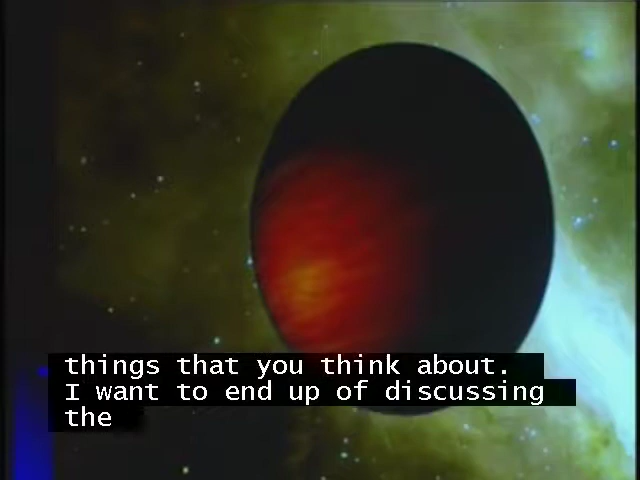 things that you think about.
I want to end up of discussing
the